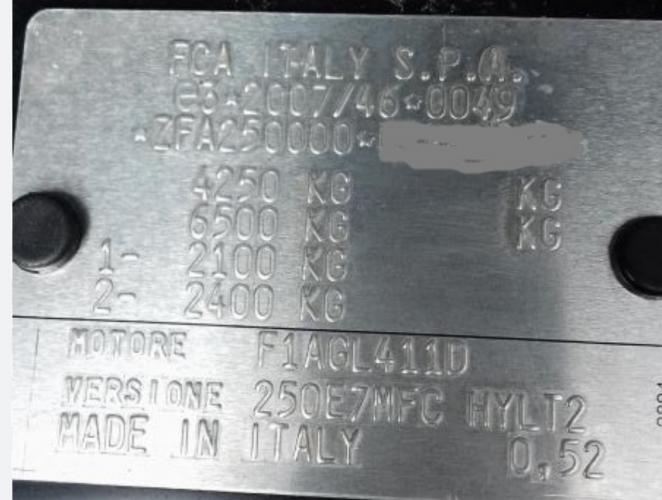 FCA ITALY S.P.A.
e3*2007/46*0049
*ZFA250000*
4250 KG KG
6500 KG KG
1- 2100 KG
2- 2400 KG
MOTORE F1AGL411D
VERSIONE 250E7MFC HYLT2
MADE IN ITALY 0,52